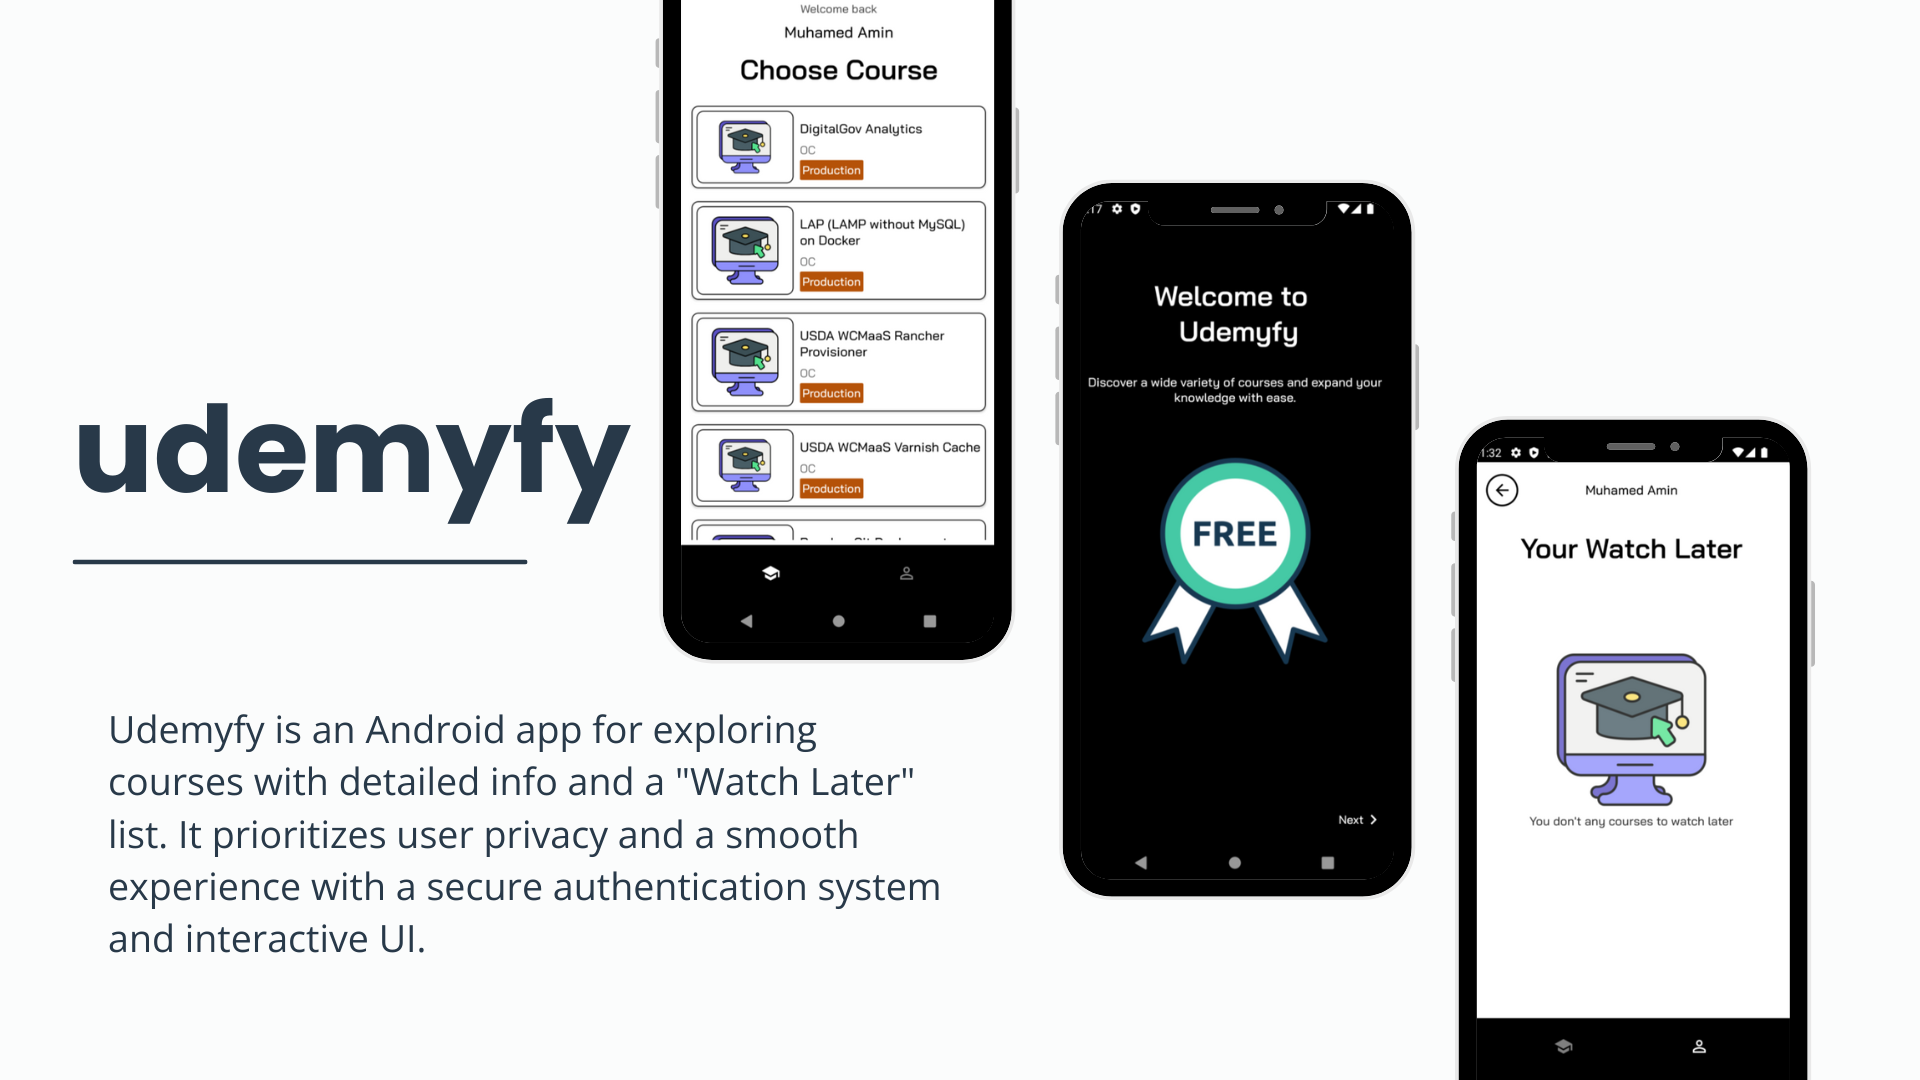 udemyfy
Udemyfy is an Android app for exploring
courses with detailed info and a "Watch Later"
list. It prioritizes user privacy and a smooth
experience with a secure authentication system
and interactive UI.
Welcome back
Muhamed Amin
Choose Course
DigitalGov Analytics
OC
Production
LAP (LAMP without MySQL)
on Docker
OC
Production
USDA WCMaaS Rancher
Provisioner
OC
Production
USDA WCMaaS Varnish Cache
OC
Production
:17
Welcome to
Udemyfy
Discover a wide variety of courses and expand your
knowledge with ease.
FREE
Next
1:32
Muhamed Amin
Your Watch Later
You don't any courses to watch later